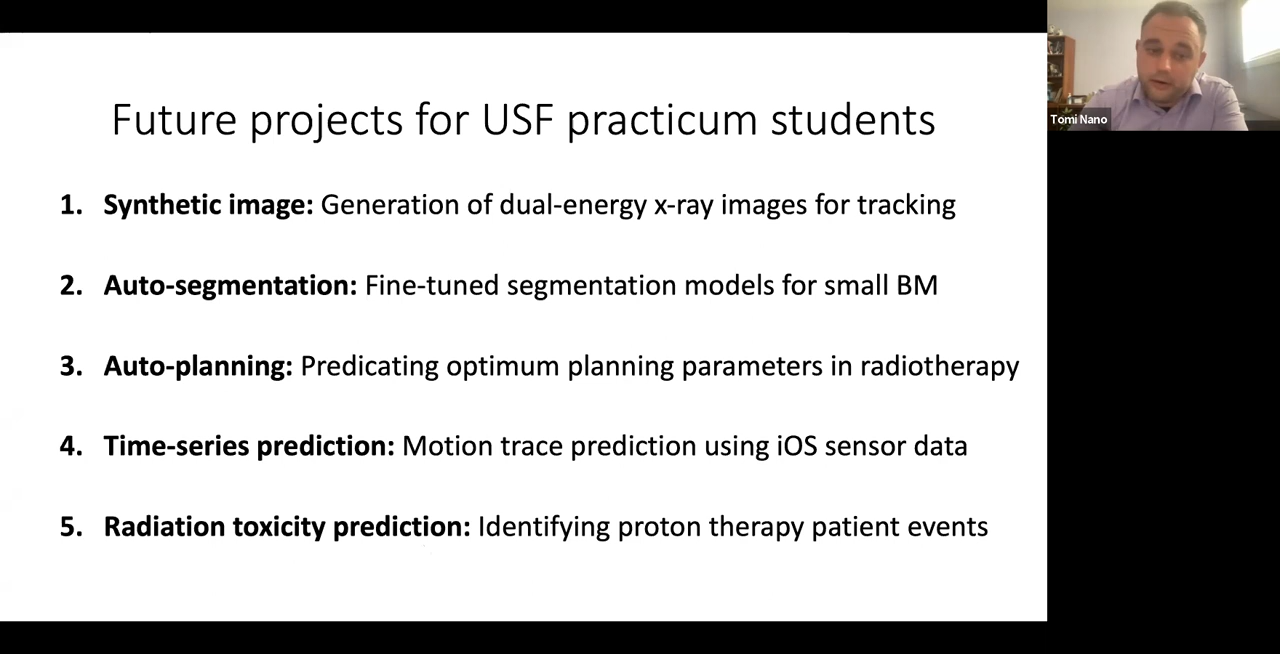 Future projects for USF practicum students
1. Synthetic image: Generation of dual-energy x-ray images for tracking
2. Auto-segmentation: Fine-tuned segmentation models for small BM
3. Auto-planning: Predicating optimum planning parameters in radiotherapy
4. Time-series prediction: Motion trace prediction using iOS sensor data
5. Radiation toxicity prediction: Identifying proton therapy patient events
Tomi Nano